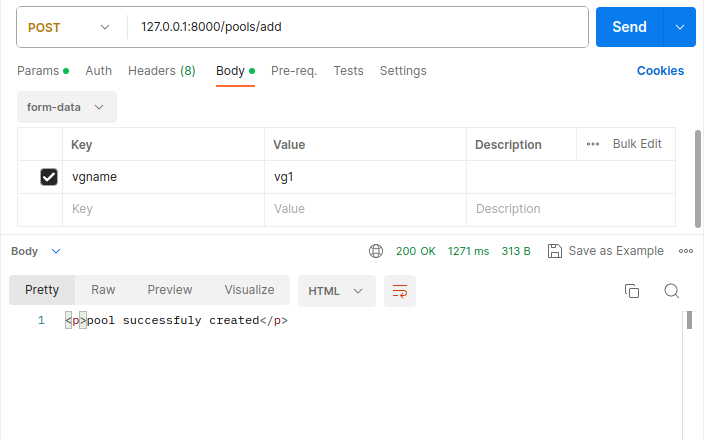 POST 127.0.0.1:8000/pools/add Send
Params Auth Headers (8) Body Pre-req. Tests Settings Cookies
form-data
Key Value Description Bulk Edit
vgname vg1
Key Value Description
Body 200 OK 1271 ms 313 B Save as Example
Pretty Raw Preview Visualize HTML
1 <p>pool successfuly created</p>